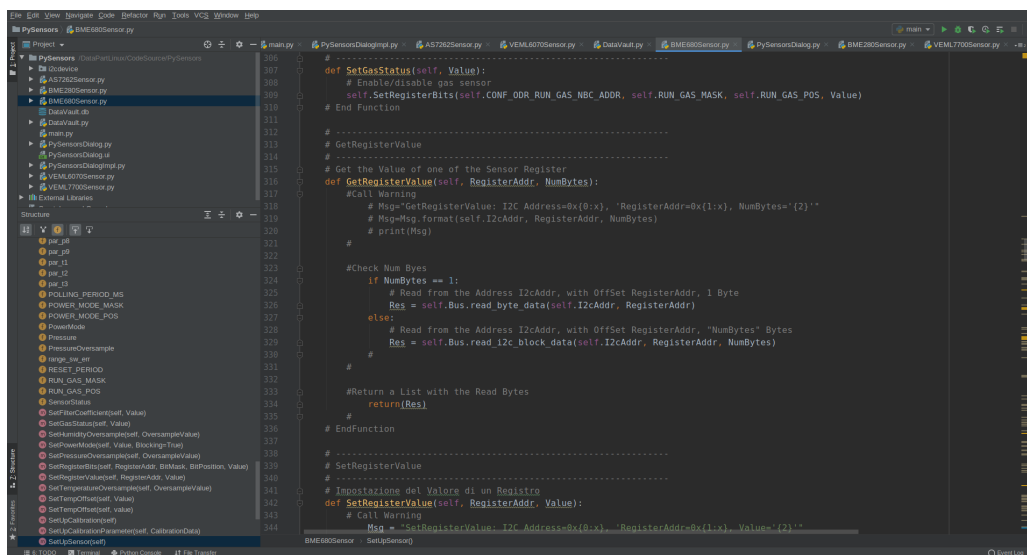 File Edit View Navigate Code Refactor Run Tools VCS Window Help
PySensors BME680Sensor.py main
Project main.py PySensorsDialogImpl.py AS7262Sensor.py VEML6070Sensor.py DataVault.py BME680Sensor.py PySensorsDialog.py BME280Sensor.py VEML7700Sensor.py
1: Project
PySensors /DataPartLinux/CodeSource/PySensors
i2cdevice
AS7262Sensor.py
BME280Sensor.py
BME680Sensor.py
DataVault.db
DataVault.py
main.py
PySensorsDialog.py
PySensorsDialog.ui
PySensorsDialogImpl.py
VEML6070Sensor.py
VEML7700Sensor.py
External Libraries
Structure
par_p8
par_p9
par_t1
par_t2
par_t3
POLLING_PERIOD_MS
POWER_MODE_MASK
POWER_MODE_POS
PowerMode
Pressure
PressureOversample
range_sw_err
RESET_PERIOD
RUN_GAS_MASK
RUN_GAS_POS
SensorStatus
SetFilterCoefficient(self, Value)
SetGasStatus(self, Value)
SetHumidityOversample(self, OversampleValue)
SetPowerMode(self, Value, Blocking=True)
SetPressureOversample(self, OversampleValue)
SetRegisterBits(self, RegisterAddr, BitMask, BitPosition, Value)
SetRegisterValue(self, RegisterAddr, Value)
SetTemperatureOversample(self, OversampleValue)
SetTempOffset(self, Value)
SetTempOffset(self, value)
SetUpCalibration(self)
SetUpCalibrationParameter(self, CalibrationData)
SetUpSensor(self)
Z: Structure
2: Favorites
306 # ----------------------------------------------------------------
307 def SetGasStatus(self, Value):
308 # Enable/disable gas sensor
309 self.SetRegisterBits(self.CONF_ODR_RUN_GAS_NBC_ADDR, self.RUN_GAS_MASK, self.RUN_GAS_POS, Value)
310 # End Function
311
312 # ----------------------------------------------------------------
313 # GetRegisterValue
314 # ----------------------------------------------------------------
315 # Get the Value of one of the Sensor Register
316 def GetRegisterValue(self, RegisterAddr, NumBytes):
317 #Call Warning
318 # Msg="GetRegisterValue: I2C Address=0x{0:x}, 'RegisterAddr=0x{1:x}, NumBytes='{2}'"
319 # Msg=Msg.format(self.I2cAddr, RegisterAddr, NumBytes)
320 # print(Msg)
321 #
322
323 #Check Num Byes
324 if NumBytes == 1:
325 # Read from the Address I2cAddr, with OffSet RegisterAddr, 1 Byte
326 Res = self.Bus.read_byte_data(self.I2cAddr, RegisterAddr)
327 else:
328 # Read from the Address I2cAddr, with OffSet RegisterAddr, "NumBytes" Bytes
329 Res = self.Bus.read_i2c_block_data(self.I2cAddr, RegisterAddr, NumBytes)
330 #
331 #
332
333 #Return a List with the Read Bytes
334 return(Res)
335 #
336 # EndFunction
337
338 # ----------------------------------------------------------------
339 # SetRegisterValue
340 # ----------------------------------------------------------------
341 # Impostazione del Valore di un Registro
342 def SetRegisterValue(self, RegisterAddr, Value):
343 # Call Warning
344 Msg = "SetRegisterValue: I2C Address=0x{0:x}, 'RegisterAddr=0x{1:x}, Value='{2}'"
BME680Sensor SetUpSensor()
6: TODO Terminal Python Console File Transfer Event Log